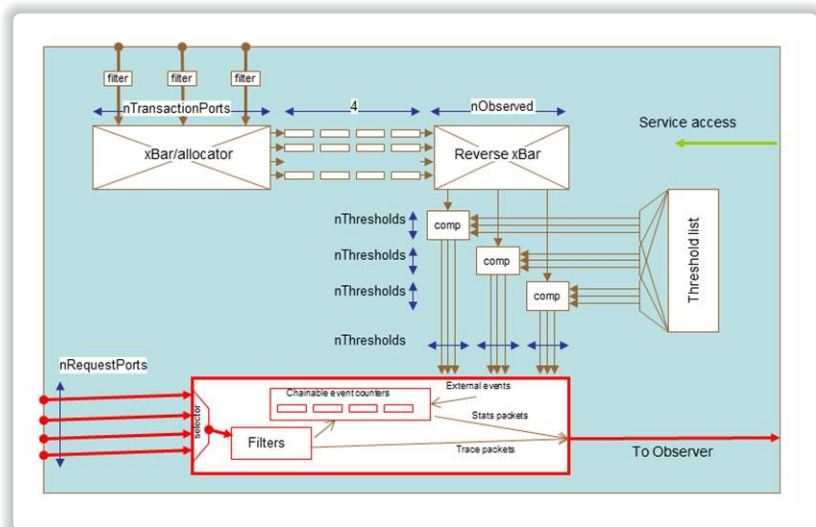 filter
filter
filter
nTransactionPorts
4
nObserved
xBar/allocator
Reverse xBar
Service access
nThresholds
comp
nThresholds
comp
nThresholds
comp
Threshold list
nThresholds
nRequestPorts
External events
Chainable event counters
Stats packets
selector
Filters
Trace packets
To Observer